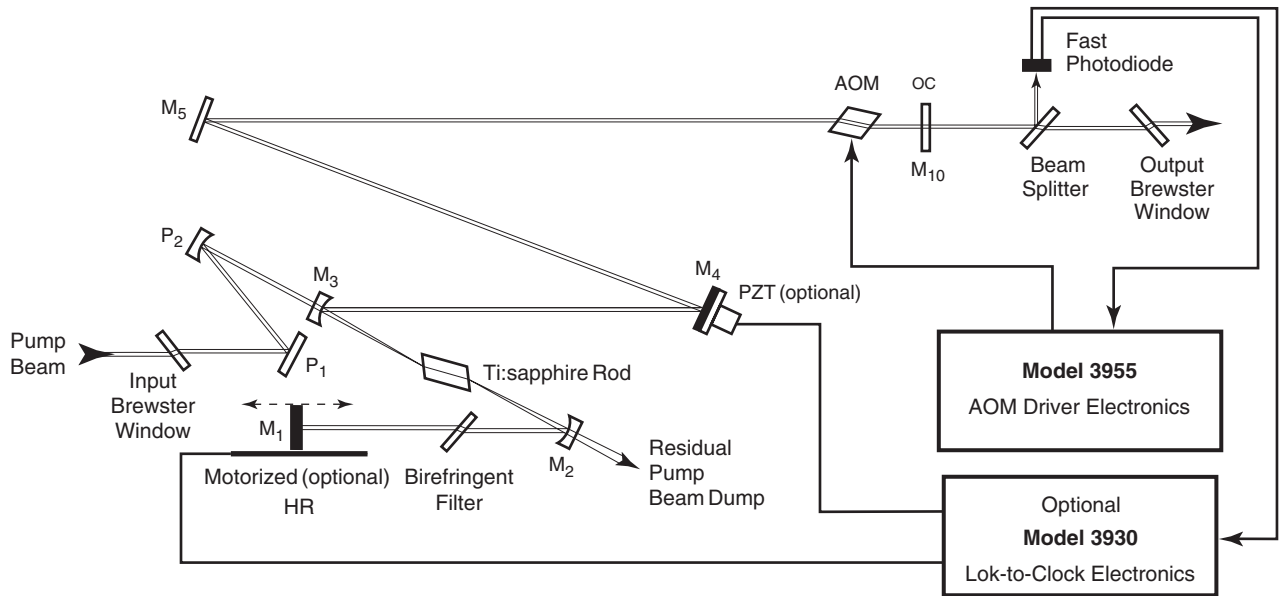 Fast
Photodiode
AOM
OC
M5
M10
Beam
Splitter
Output
Brewster
Window
P2
M3
M4
PZT (optional)
Pump
Beam
P1
Input
Brewster
Window
Ti:sapphire Rod
Model 3955
AOM Driver Electronics
M1
M2
Motorized (optional)
HR
Birefringent
Filter
Residual
Pump
Beam Dump
Optional
Model 3930
Lok-to-Clock Electronics